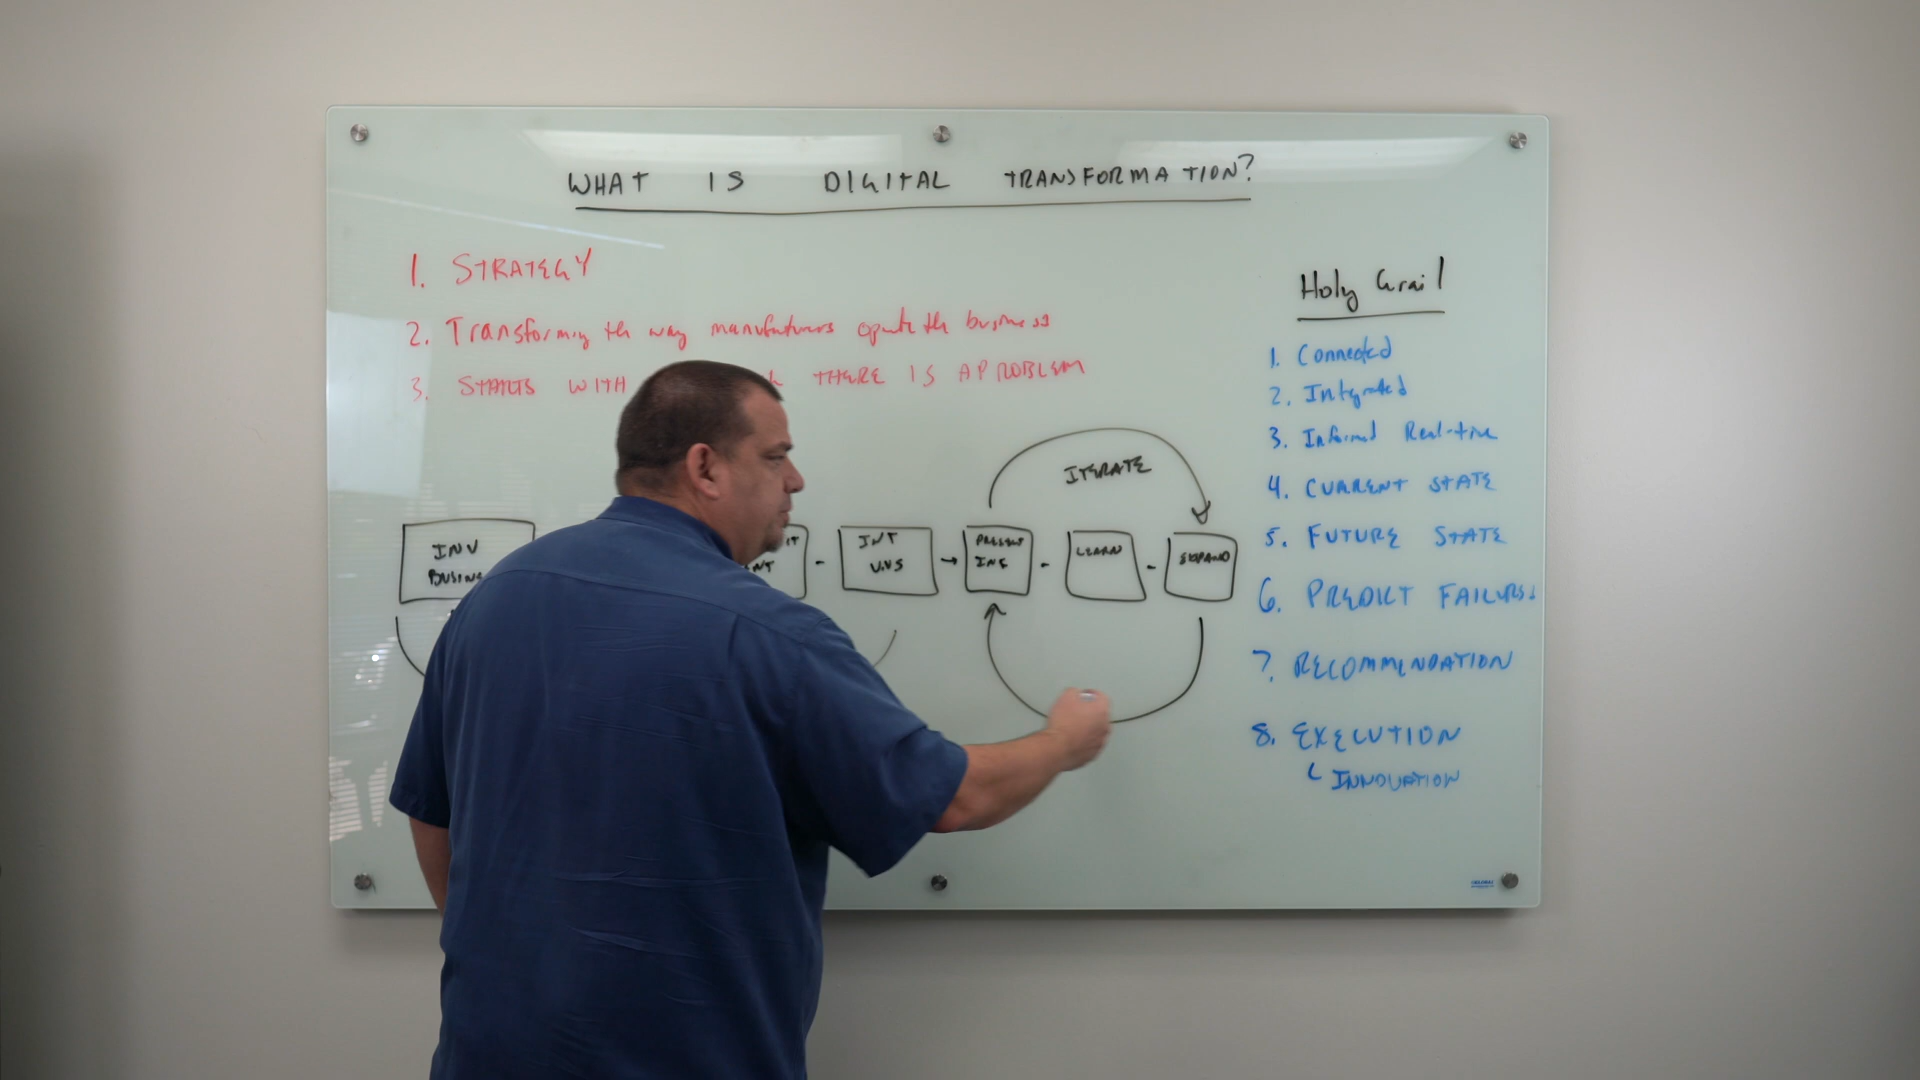 WHAT IS DIGITAL TRANSFORMATION?
1. STRATEGY
2. Transforming the way manufacturers operate the business
3. STARTS WITH THERE IS A PROBLEM
ITERATE
INV
BUSINE
INT
LEARN
EXPAND
Holy Grail
1. Connected
2. Integrated
3. Informed Real-time
4. CURRENT STATE
5. FUTURE STATE
6. PREDICT FAILURES
7. RECOMMENDATION
8. EXECUTION
INNOVATION